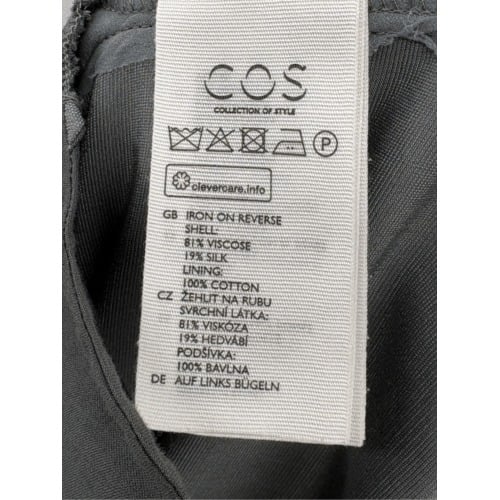 COS
COLLECTION OF STYLE
P
clevercare.info
GB IRON ON REVERSE
SHELL:
81% VISCOSE
19% SILK
LINING:
100% COTTON
CZ ŽEHUT NA RUBU
SVRCHNÍ LÁTKA:
81% VISKÓZA
19% HEDVÁBÍ
PODŠÍVKA:
100% BAVLNA
DE AUF LINKS BÜGELN